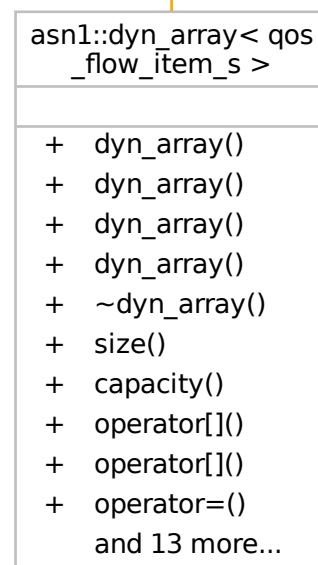 asn1::dyn_array< qos
_flow_item_s >
+ dyn_array()
+ dyn_array()
+ dyn_array()
+ dyn_array()
+ ~dyn_array()
+ size()
+ capacity()
+ operator[]()
+ operator[]()
+ operator=()
and 13 more...